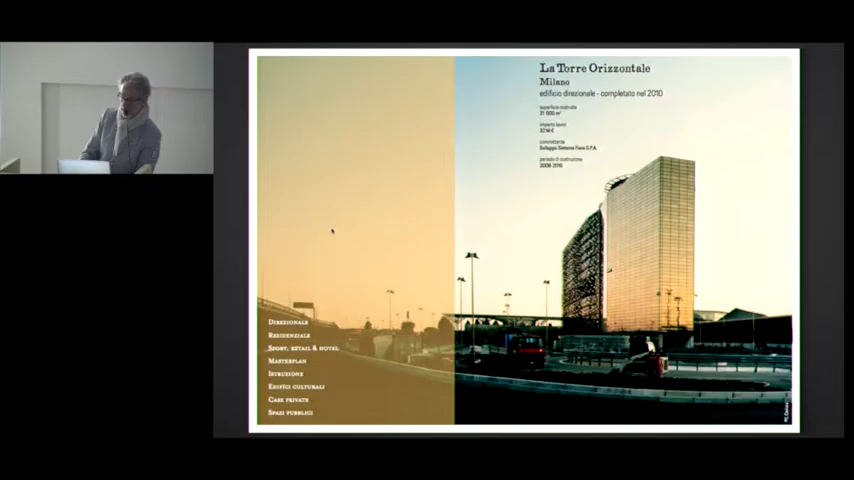 La Torre Orizzontale
Milano
edificio direzionale - completato nel 2010
superficie costruita
21 000 m²
importo lavori
32 M €
committente
Sviluppo Sistema Fiera S.P.A.
periodo di costruzione
2008-2010
Direzionale
Residenziale
Sport, retail & hotel
Masterplan
Istruzione
Edifici culturali
Case private
Spazi pubblici